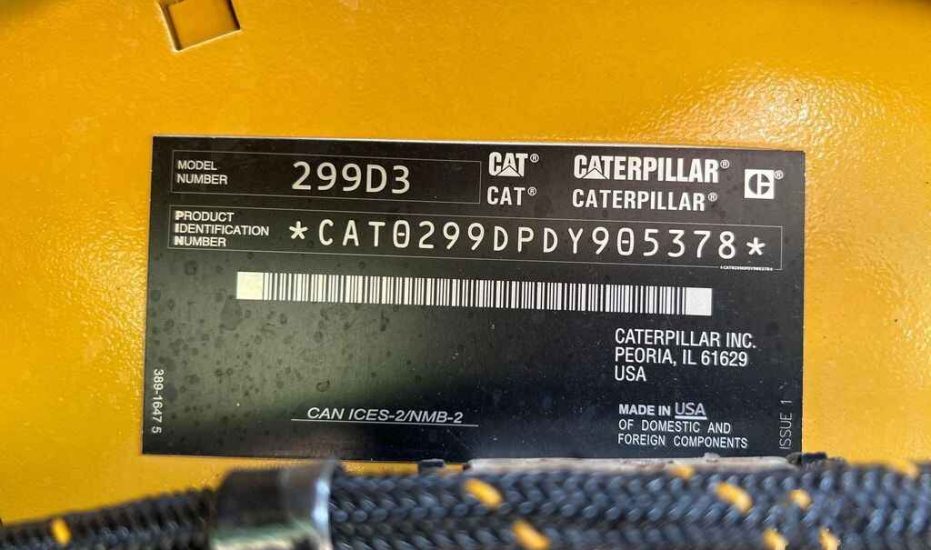 MODEL
NUMBER
299D3
CAT®
CATERPILLAR®
CAT®
CATERPILLAR®
PRODUCT
IDENTIFICATION
NUMBER
*CAT0299DPDY905378*
CATERPILLAR INC.
PEORIA, IL 61629
USA
389-1647 5
CAN ICES-2/NMB-2
MADE IN USA
OF DOMESTIC AND
FOREIGN COMPONENTS
ISSUE 1